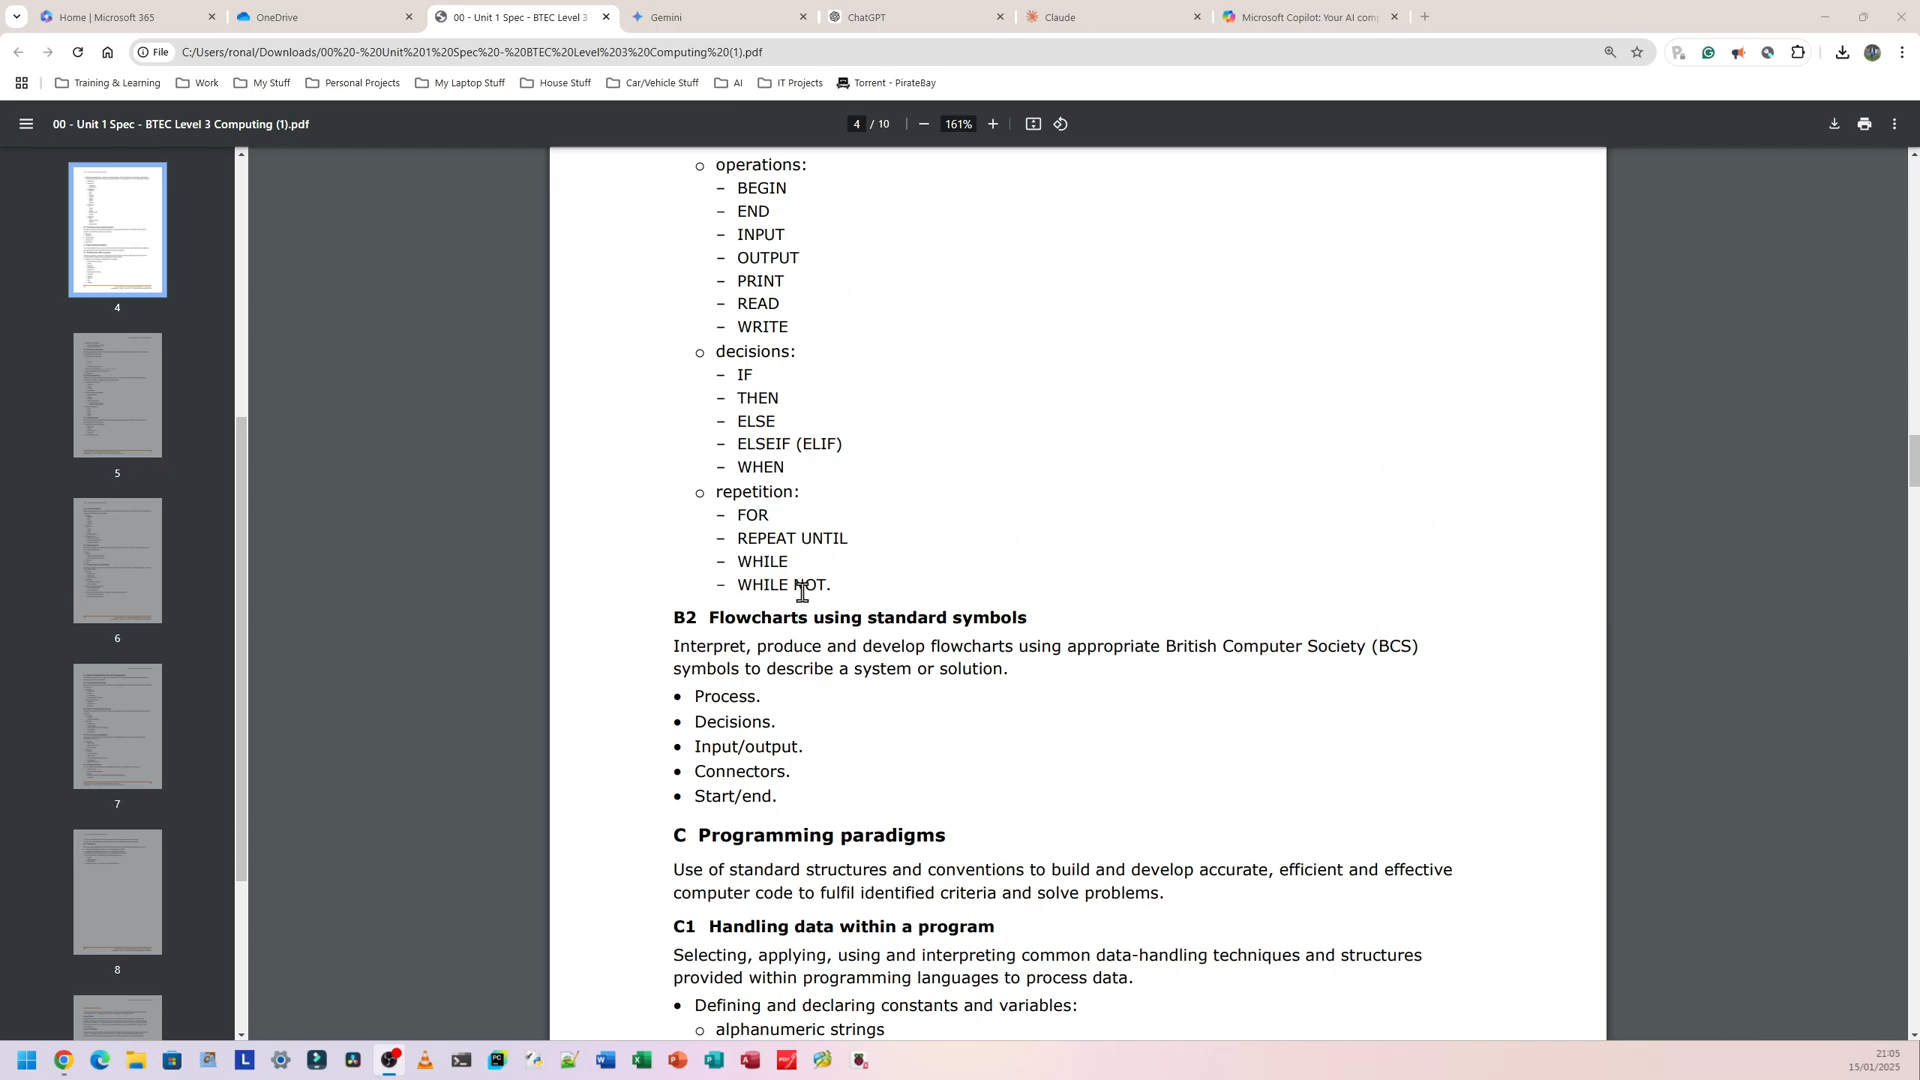 Home | Microsoft 365
OneDrive
00 - Unit 1 Spec - BTEC Level 3
Gemini
ChatGPT
Claude
Microsoft Copilot: Your AI com
File
C:/Users/ronal/Downloads/00%20-%20Unit%201%20Spec%20-%20BTEC%20Level%203%20Computing%20(1).pdf
Training & Learning
Work
My Stuff
Personal Projects
My Laptop Stuff
House Stuff
Car/Vehicle Stuff
AI
IT Projects
Torrent - PirateBay
00 - Unit 1 Spec - BTEC Level 3 Computing (1).pdf
4 / 10
161%
4
5
6
7
8
o operations:
– BEGIN
– END
– INPUT
– OUTPUT
– PRINT
– READ
– WRITE
o decisions:
– IF
– THEN
– ELSE
– ELSEIF (ELIF)
– WHEN
o repetition:
– FOR
– REPEAT UNTIL
– WHILE
– WHILE NOT.
B2 Flowcharts using standard symbols
Interpret, produce and develop flowcharts using appropriate British Computer Society (BCS)
symbols to describe a system or solution.
• Process.
• Decisions.
• Input/output.
• Connectors.
• Start/end.
C Programming paradigms
Use of standard structures and conventions to build and develop accurate, efficient and effective
computer code to fulfil identified criteria and solve problems.
C1 Handling data within a program
Selecting, applying, using and interpreting common data-handling techniques and structures
provided within programming languages to process data.
• Defining and declaring constants and variables:
o alphanumeric strings
21:05
15/01/2025